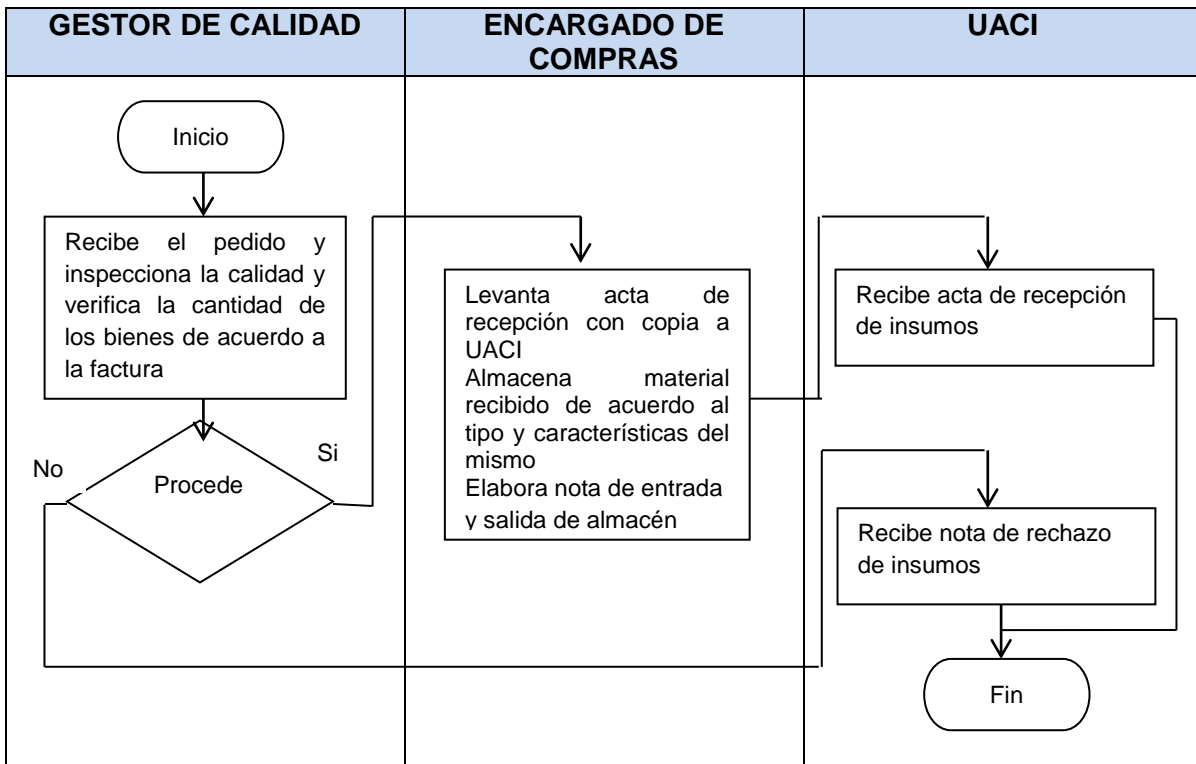 GESTOR DE CALIDAD
ENCARGADO DE
COMPRAS
UACI
Inicio
Recibe el pedido y
inspecciona la calidad y
verifica la cantidad de
los bienes de acuerdo a
la factura
No
Procede
Si
Levanta acta de
recepción con copia a
UACI
Almacena material
recibido de acuerdo al
tipo y características del
mismo
Elabora nota de entrada
y salida de almacén
Recibe acta de recepción
de insumos
Recibe nota de rechazo
de insumos
Fin